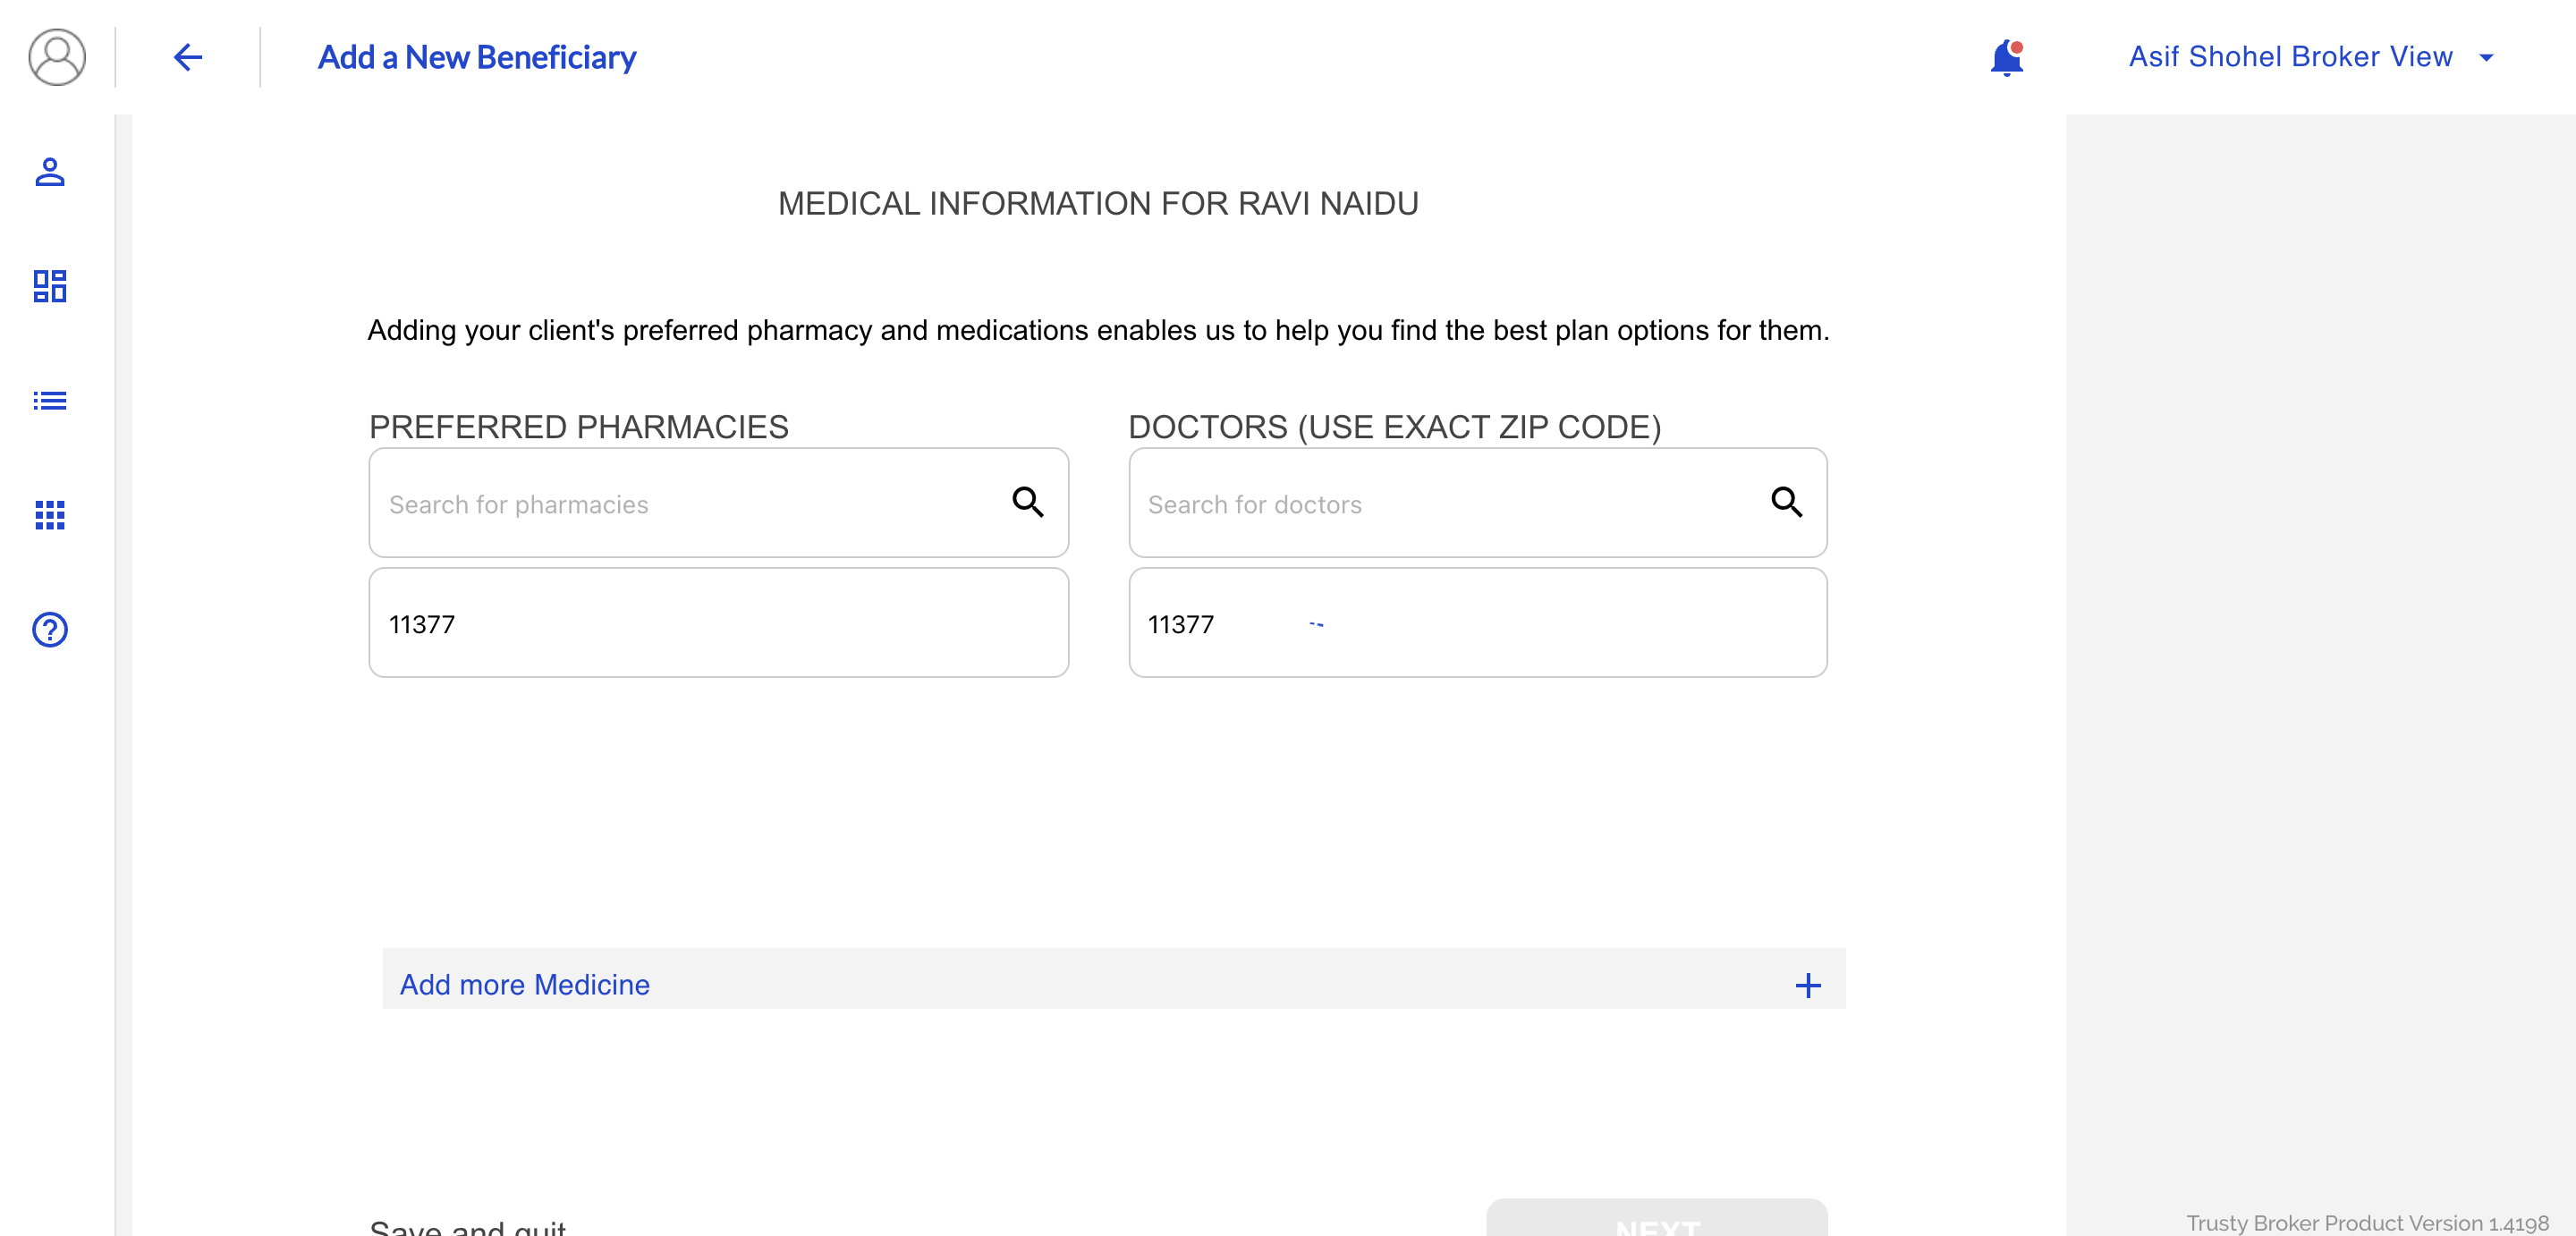 Add a New Beneficiary
Asif Shohel Broker View
MEDICAL INFORMATION FOR RAVI NAIDU
Adding your client's preferred pharmacy and medications enables us to help you find the best plan options for them.
PREFERRED PHARMACIES
DOCTORS (USE EXACT ZIP CODE)
Search for pharmacies
Search for doctors
11377
11377
Add more Medicine
Save and quit
NEXT
Trusty Broker Product Version 1.4198